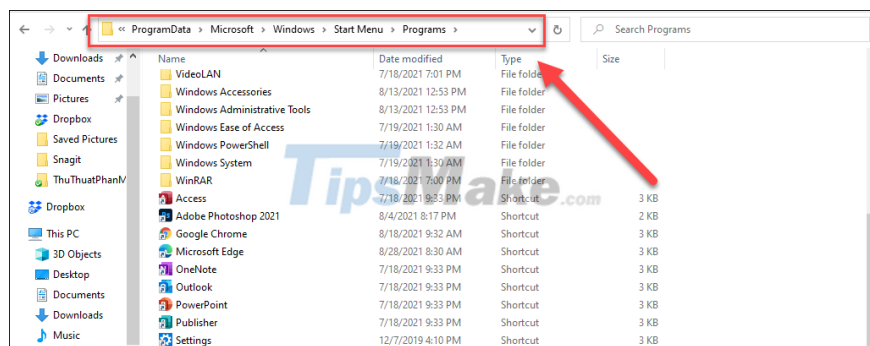 « ProgramData > Microsoft > Windows > Start Menu > Programs > Search Programs
Downloads
Documents
Pictures
Dropbox
Saved Pictures
Snagit
ThuThuatPhanM
Dropbox
This PC
3D Objects
Desktop
Documents
Downloads
Music
Name Date modified Type Size
VideoLAN 7/18/2021 7:01 PM File folder
Windows Accessories 8/13/2021 12:53 PM File folder
Windows Administrative Tools 8/13/2021 12:53 PM File folder
Windows Ease of Access 7/19/2021 1:30 AM File folder
Windows PowerShell 7/19/2021 1:32 AM File folder
Windows System 7/19/2021 1:30 AM File folder
WinRAR 7/18/2021 7:00 PM File folder
Access 7/18/2021 9:33 PM Shortcut 3 KB
Adobe Photoshop 2021 8/4/2021 8:17 PM Shortcut 2 KB
Google Chrome 8/18/2021 9:32 AM Shortcut 3 KB
Microsoft Edge 8/28/2021 8:30 AM Shortcut 3 KB
OneNote 7/18/2021 9:33 PM Shortcut 3 KB
Outlook 7/18/2021 9:33 PM Shortcut 3 KB
PowerPoint 7/18/2021 9:33 PM Shortcut 3 KB
Publisher 7/18/2021 9:33 PM Shortcut 3 KB
Settings 12/7/2019 4:10 PM Shortcut 3 KB
TipsMake.com